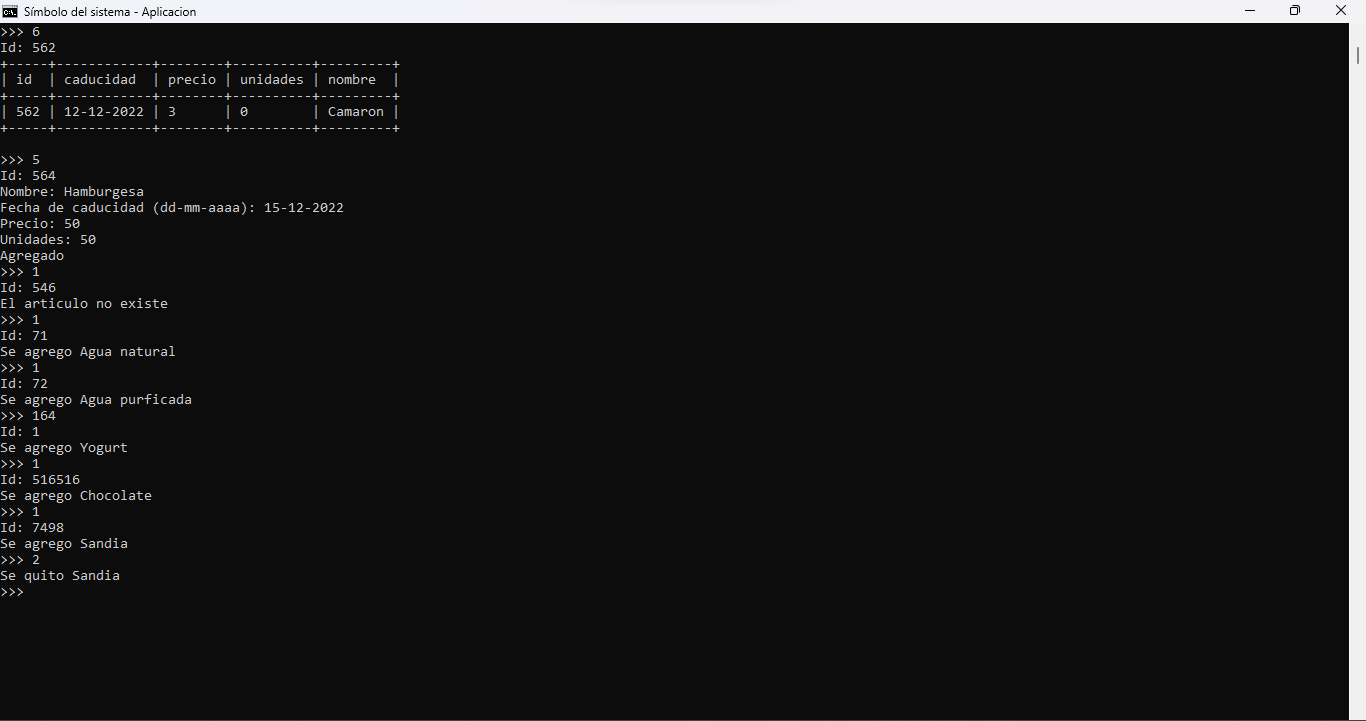 Símbolo del sistema - Aplicacion
>>> 6
Id: 562
+-----+------------+--------+----------+---------+
| id  | caducidad  | precio | unidades | nombre  |
+-----+------------+--------+----------+---------+
| 562 | 12-12-2022 | 3      | 0        | Camaron |
+-----+------------+--------+----------+---------+
>>> 5
Id: 564
Nombre: Hamburgesa
Fecha de caducidad (dd-mm-aaaa): 15-12-2022
Precio: 50
Unidades: 50
Agregado
>>> 1
Id: 546
El articulo no existe
>>> 1
Id: 71
Se agrego Agua natural
>>> 1
Id: 72
Se agrego Agua purficada
>>> 164
Id: 1
Se agrego Yogurt
>>> 1
Id: 516516
Se agrego Chocolate
>>> 1
Id: 7498
Se agrego Sandia
>>> 2
Se quito Sandia
>>>